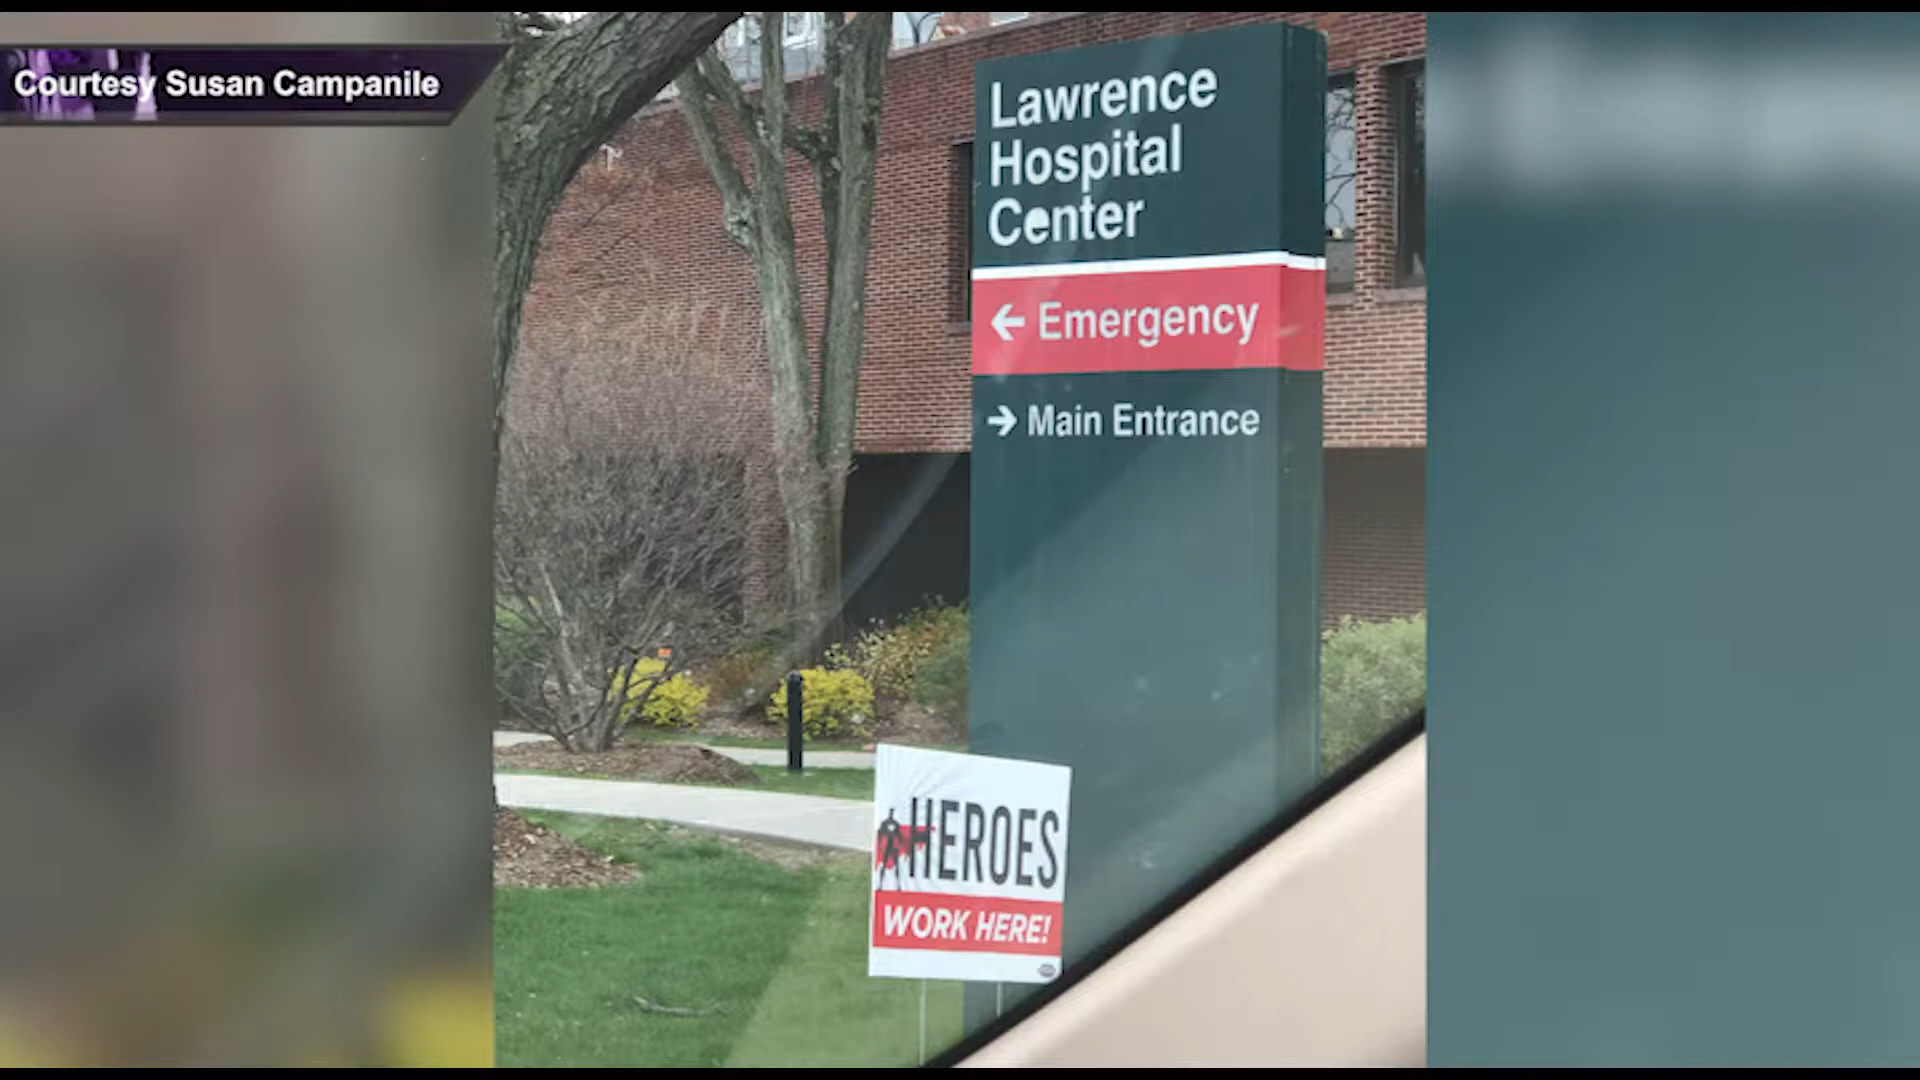 Courtesy Susan Campanile
Lawrence
Hospital
Center
← Emergency
→ Main Entrance
HEROES
WORK HERE!